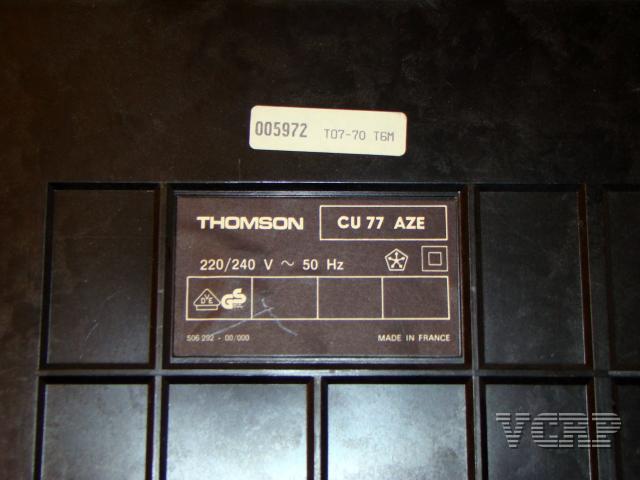 005972 T07-70 T6M
THOMSON CU 77 AZE
220/240 V ~ 50 Hz
VDE GS
506 292 - 00/000 MADE IN FRANCE
VCRP